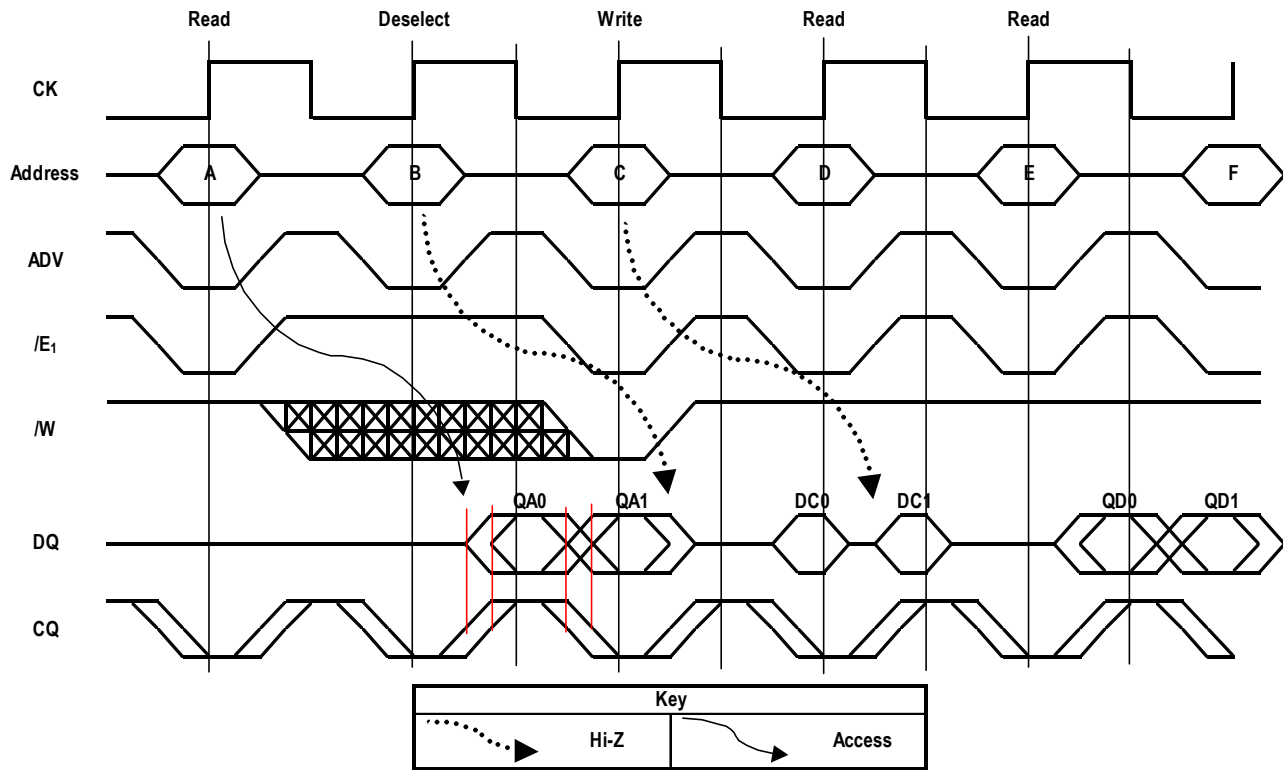 Read Deselect Write Read Read
CK
Address A B C D E F
ADV
/E1
/W
QA0 QA1 DC0 DC1 QD0 QD1
DQ
CQ
Key
Hi-Z Access